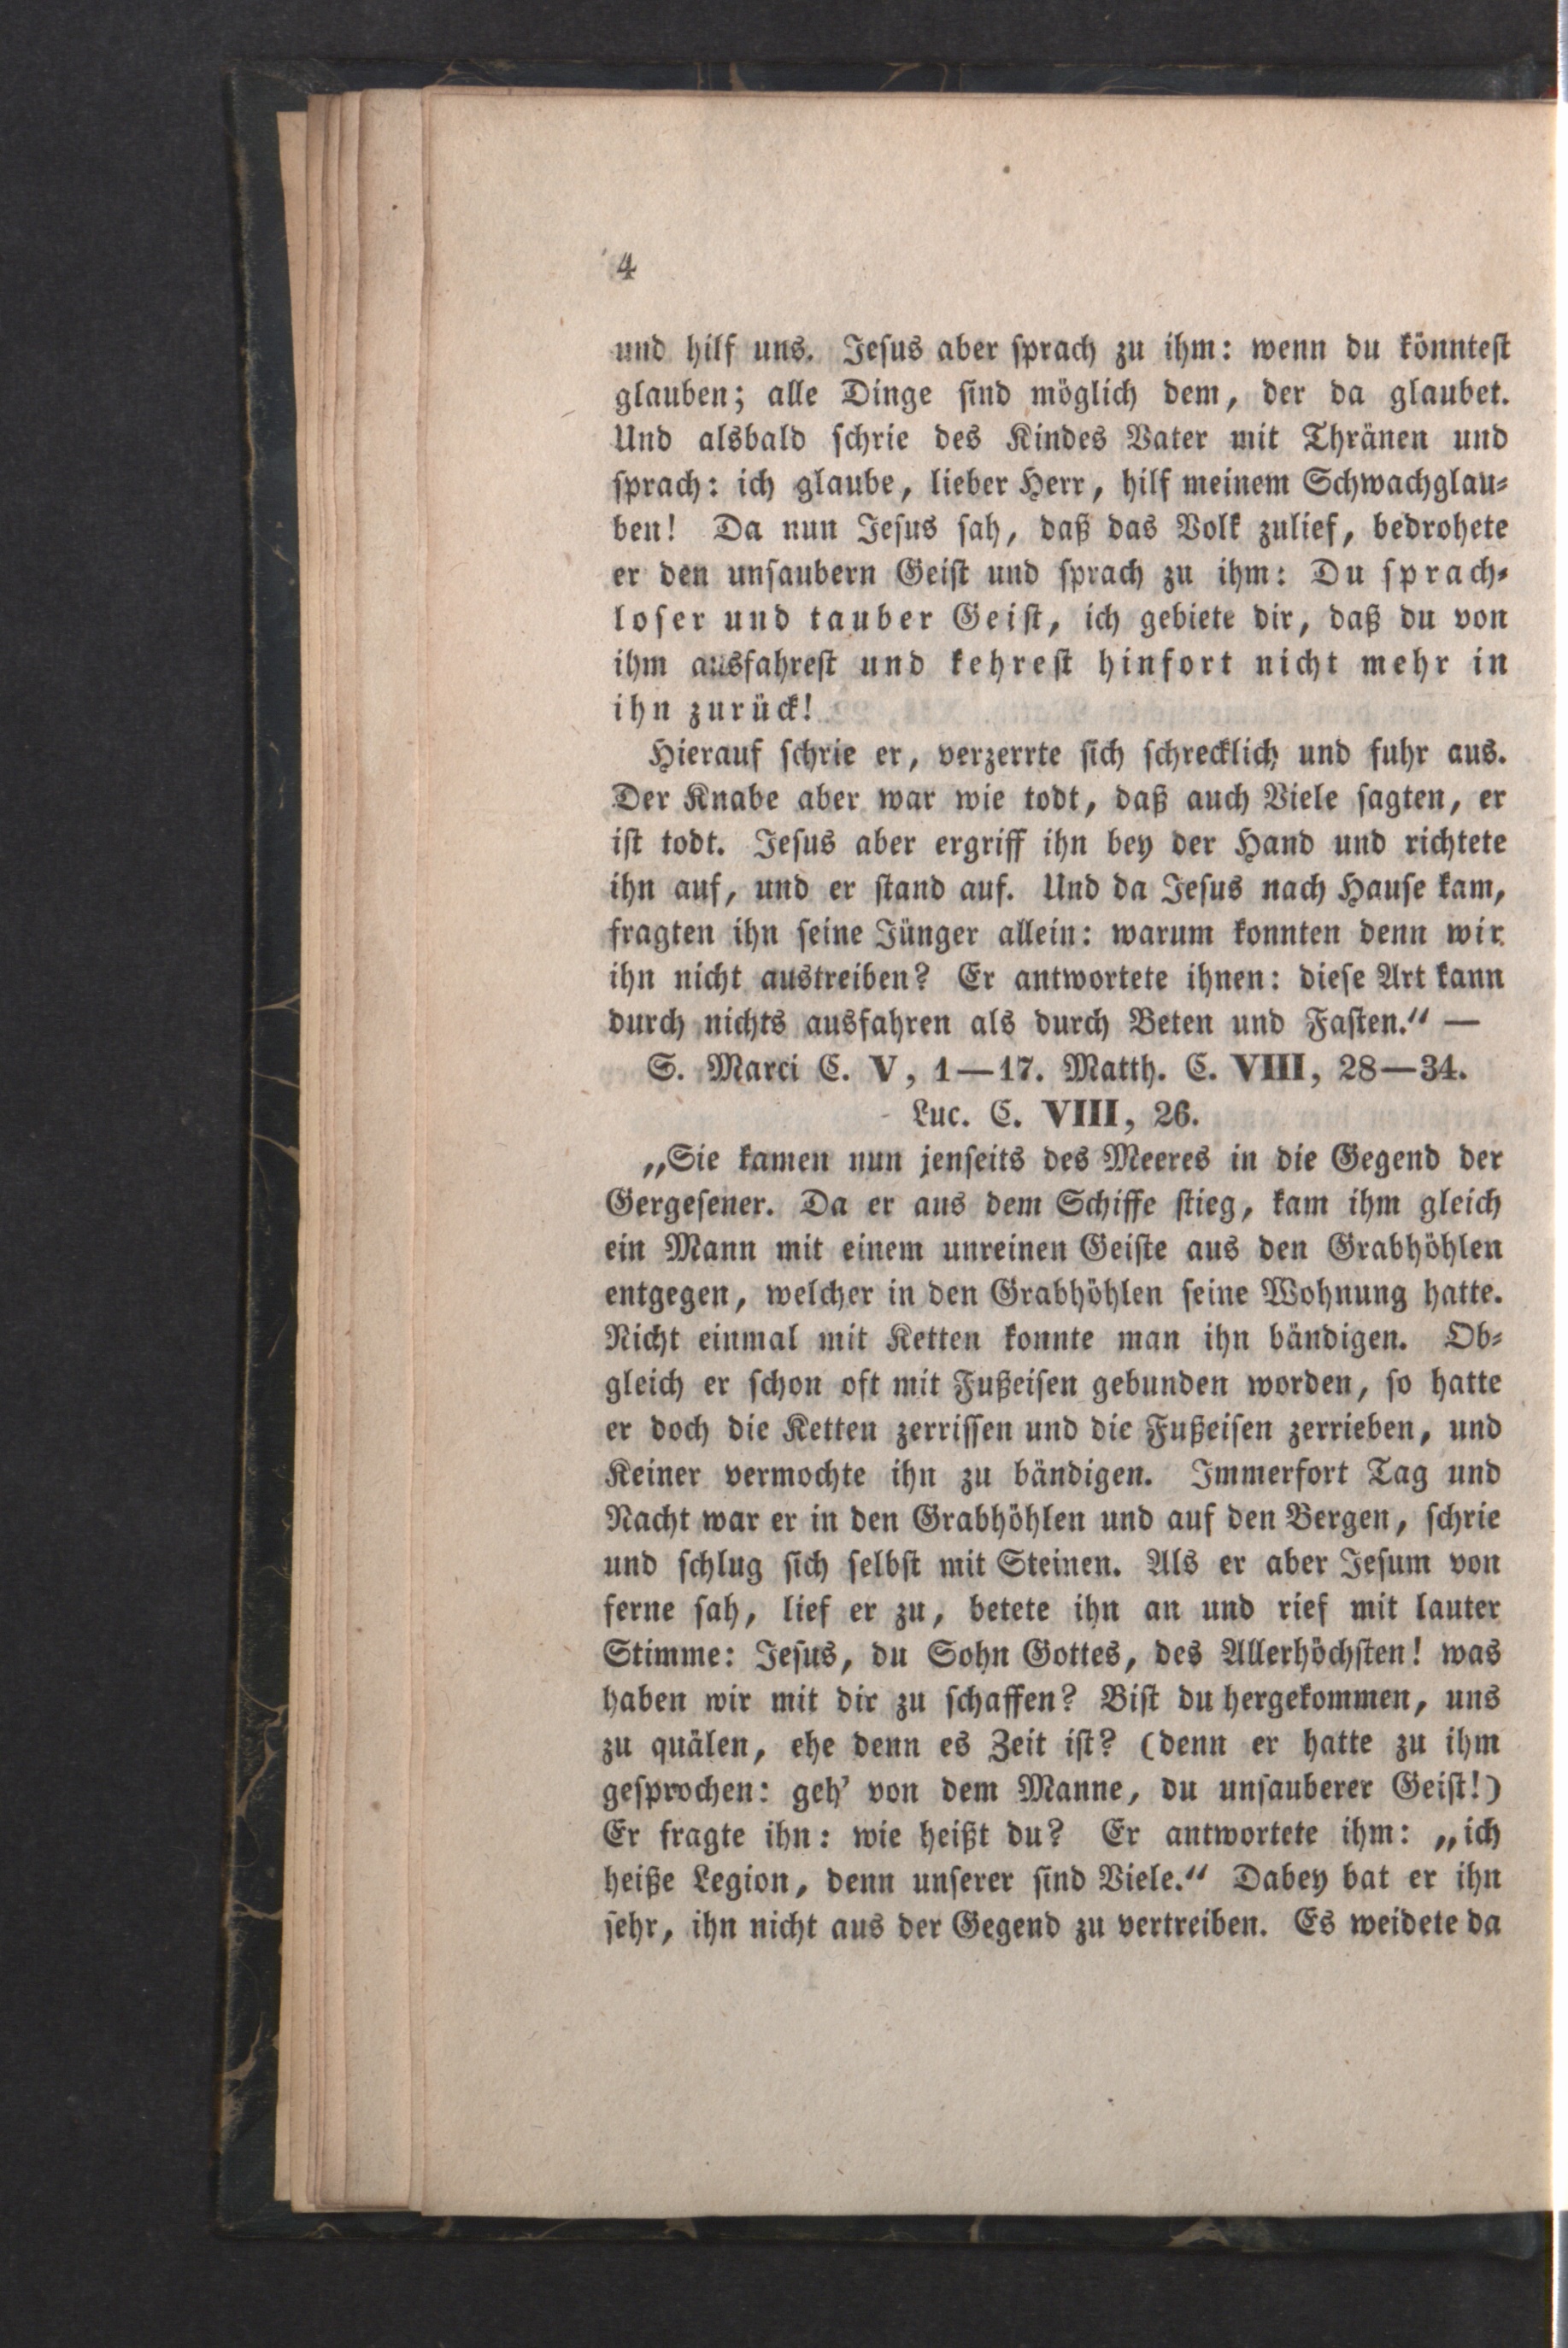 4
und hilf uns. Jesus aber sprach zu ihm: wenn du könntest
glauben; alle Dinge sind möglich dem, der da glaubet.
Und alsbald schrie des Kindes Vater mit Thränen und
sprach: ich glaube, lieber Herr, hilf meinem Schwachglau-
ben! Da nun Jesus sah, daß das Volk zulief, bedrohete
er den unsaubern Geist und sprach zu ihm: Du sprach-
loser und tauber Geist, ich gebiete dir, daß du von
ihm ausfahrest und kehrest hinfort nicht mehr in
ihn zurück!
Hierauf schrie er, verzerrte sich schrecklich und fuhr aus.
Der Knabe aber war wie todt, daß auch Viele sagten, er
ist todt. Jesus aber ergriff ihn bey der Hand und richtete
ihn auf, und er stand auf. Und da Jesus nach Hause kam,
fragten ihn seine Jünger allein: warum konnten denn wir
ihn nicht austreiben? Er antwortete ihnen: diese Art kann
durch nichts ausfahren als durch Beten und Fasten.“ —
S. Marci C. V, 1—17. Matth. C. VIII, 28—34.
Luc. C. VIII, 26.
„Sie kamen nun jenseits des Meeres in die Gegend der
Gergesener. Da er aus dem Schiffe stieg, kam ihm gleich
ein Mann mit einem unreinen Geiste aus den Grabhöhlen
entgegen, welcher in den Grabhöhlen seine Wohnung hatte.
Nicht einmal mit Ketten konnte man ihn bändigen. Ob-
gleich er schon oft mit Fußeisen gebunden worden, so hatte
er doch die Ketten zerrissen und die Fußeisen zerrieben, und
Keiner vermochte ihn zu bändigen. Immerfort Tag und
Nacht war er in den Grabhöhlen und auf den Bergen, schrie
und schlug sich selbst mit Steinen. Als er aber Jesum von
ferne sah, lief er zu, betete ihn an und rief mit lauter
Stimme: Jesus, du Sohn Gottes, des Allerhöchsten! was
haben wir mit dir zu schaffen? Bist du hergekommen, uns
zu quälen, ehe denn es Zeit ist? (denn er hatte zu ihm
gesprochen: geh’ von dem Manne, du unsauberer Geist!)
Er fragte ihn: wie heißt du? Er antwortete ihm: „ich
heiße Legion, denn unserer sind Viele.“ Dabey bat er ihn
sehr, ihn nicht aus der Gegend zu vertreiben. Es weidete da